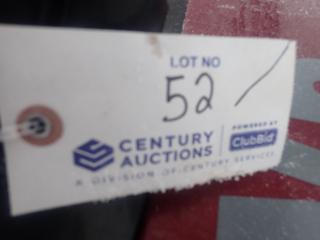 LOT NO
52
CENTURY
AUCTIONS
POWERED BY
ClubBid
A DIVISION OF CENTURY SERVICES